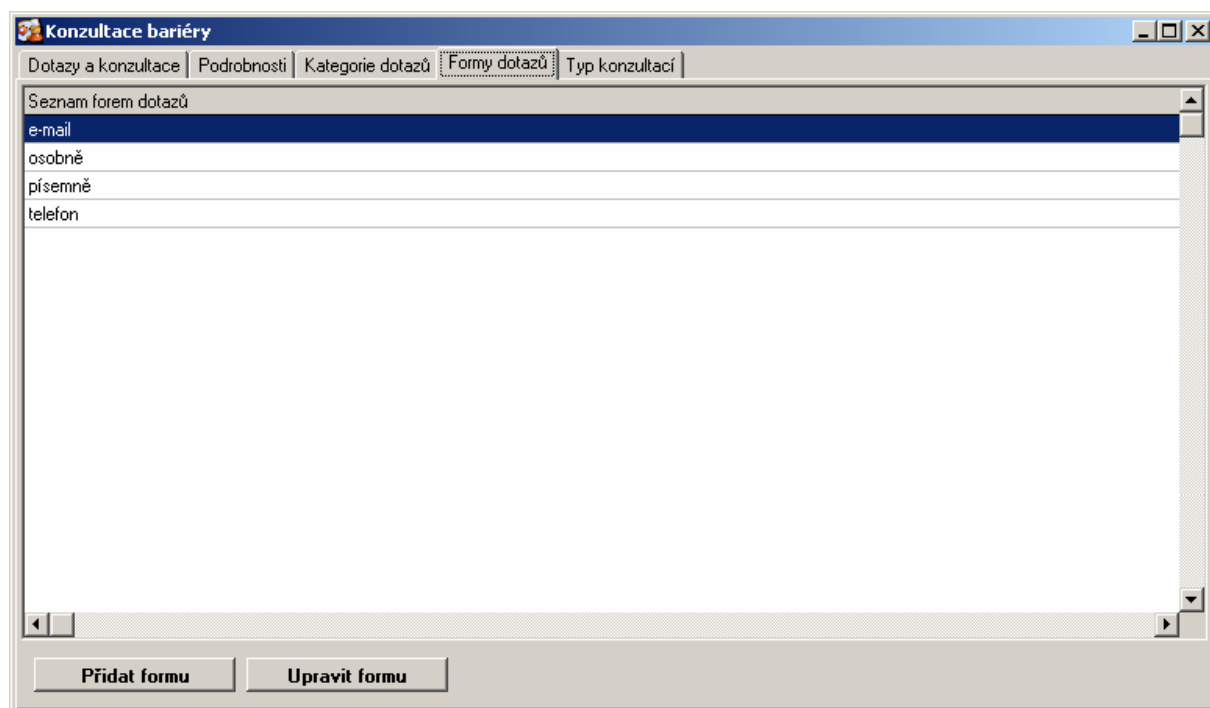 Konzultace bariéry
Dotazy a konzultace Podrobnosti Kategorie dotazů Formy dotazů Typ konzultací
Seznam forem dotazů
e-mail
osobně
písemně
telefon
Přidat formu Upravit formu